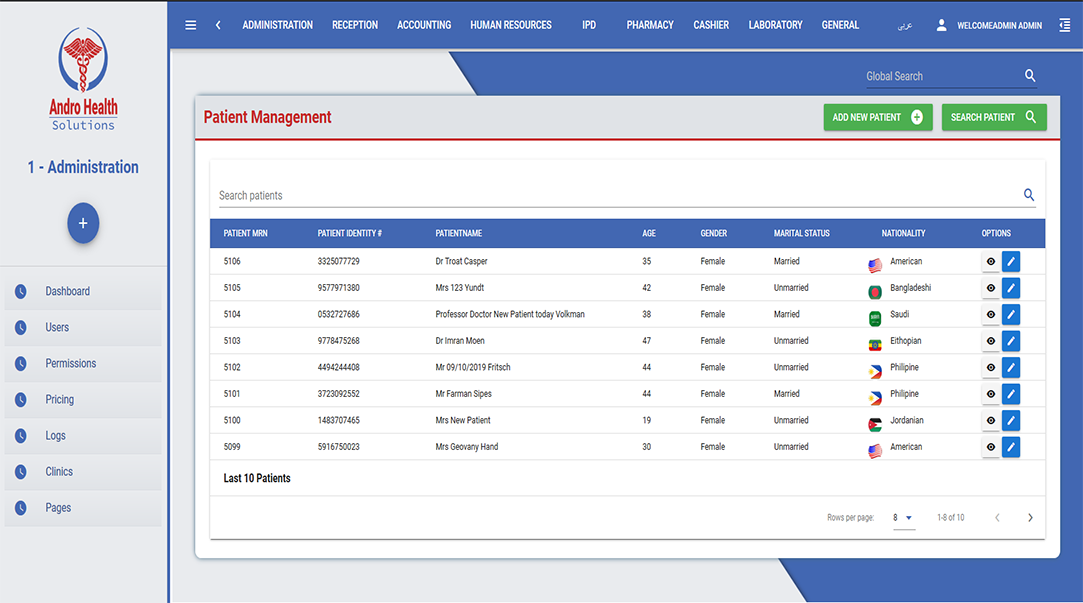 Andro Health
Solutions
1 - Administration
+
Dashboard
Users
Permissions
Pricing
Logs
Clinics
Pages
ADMINISTRATION RECEPTION ACCOUNTING HUMAN RESOURCES IPD PHARMACY CASHIER LABORATORY GENERAL عربي WELCOMEADMIN ADMIN
Global Search
Patient Management ADD NEW PATIENT SEARCH PATIENT
Search patients
PATIENT MRN PATIENT IDENTITY # PATIENTNAME AGE GENDER MARITAL STATUS NATIONALITY OPTIONS
5106 3325077729 Dr Troat Casper 35 Female Married American
5105 9577971380 Mrs 123 Yundt 42 Female Unmarried Bangladeshi
5104 0532727686 Professor Doctor New Patient today Volkman 38 Female Married Saudi
5103 9778475268 Dr Imran Moen 47 Female Unmarried Eithopian
5102 4494244408 Mr 09/10/2019 Fritsch 44 Female Unmarried Philipine
5101 3723092552 Mr Farman Sipes 44 Female Married Philipine
5100 1483707465 Mrs New Patient 19 Female Unmarried Jordanian
5099 5916750023 Mrs Geovany Hand 30 Female Unmarried American
Last 10 Patients
Rows per page: 8 1-8 of 10